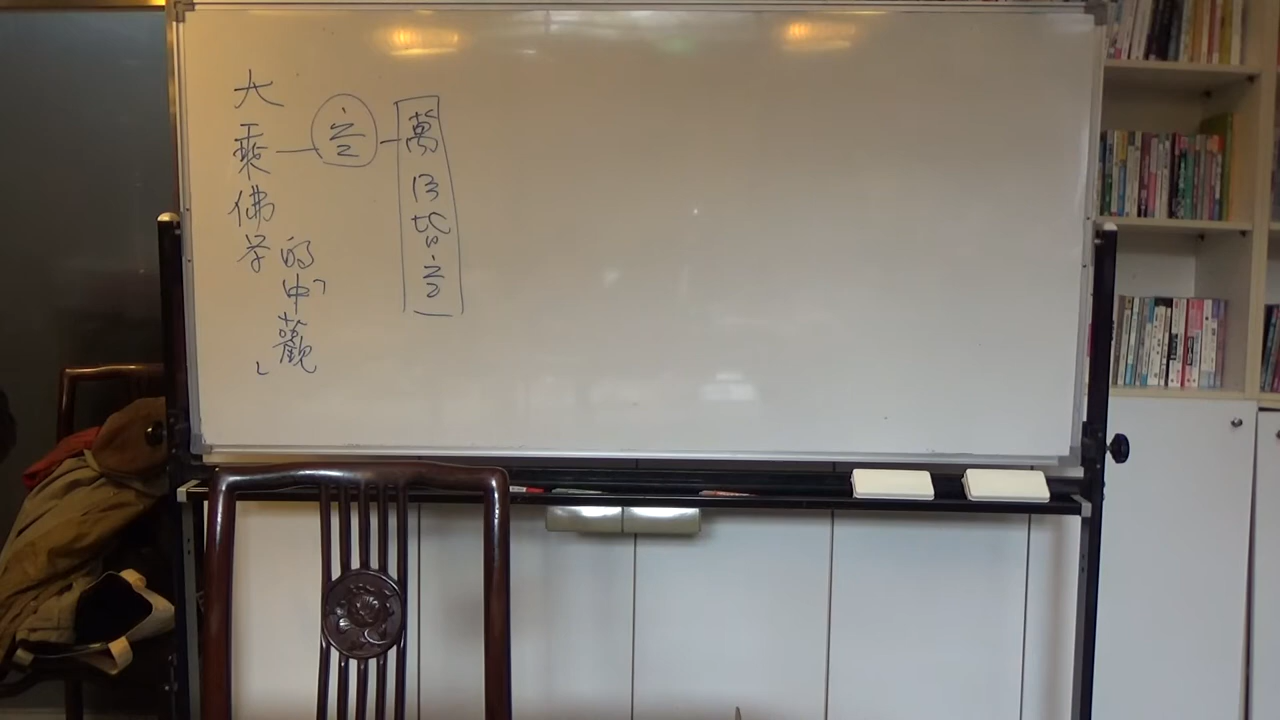 大乘佛学
的「中觀」
空
萬法皆空